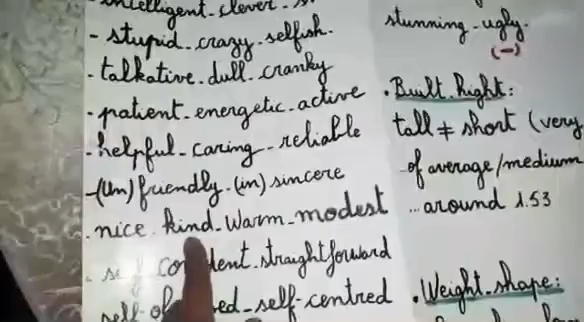 intelligent - clever -
- stupid - crazy - selfish.
- talkative - dull - cranky
- patient - energetic - active
- helpful - caring - reliable
-(un) friendly - (in) sincere
. nice - kind - warm - modest
. straightforward
- self-centred
stunning - ugly.
(-)
. Built - hight:
tall ≠ short (very
of average/medium
... around 1.53
. Weight - shape: